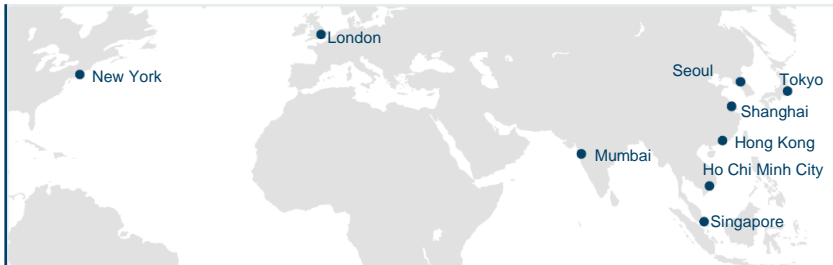 London
New York
Seoul
Tokyo
Shanghai
Hong Kong
Mumbai
Ho Chi Minh City
Singapore